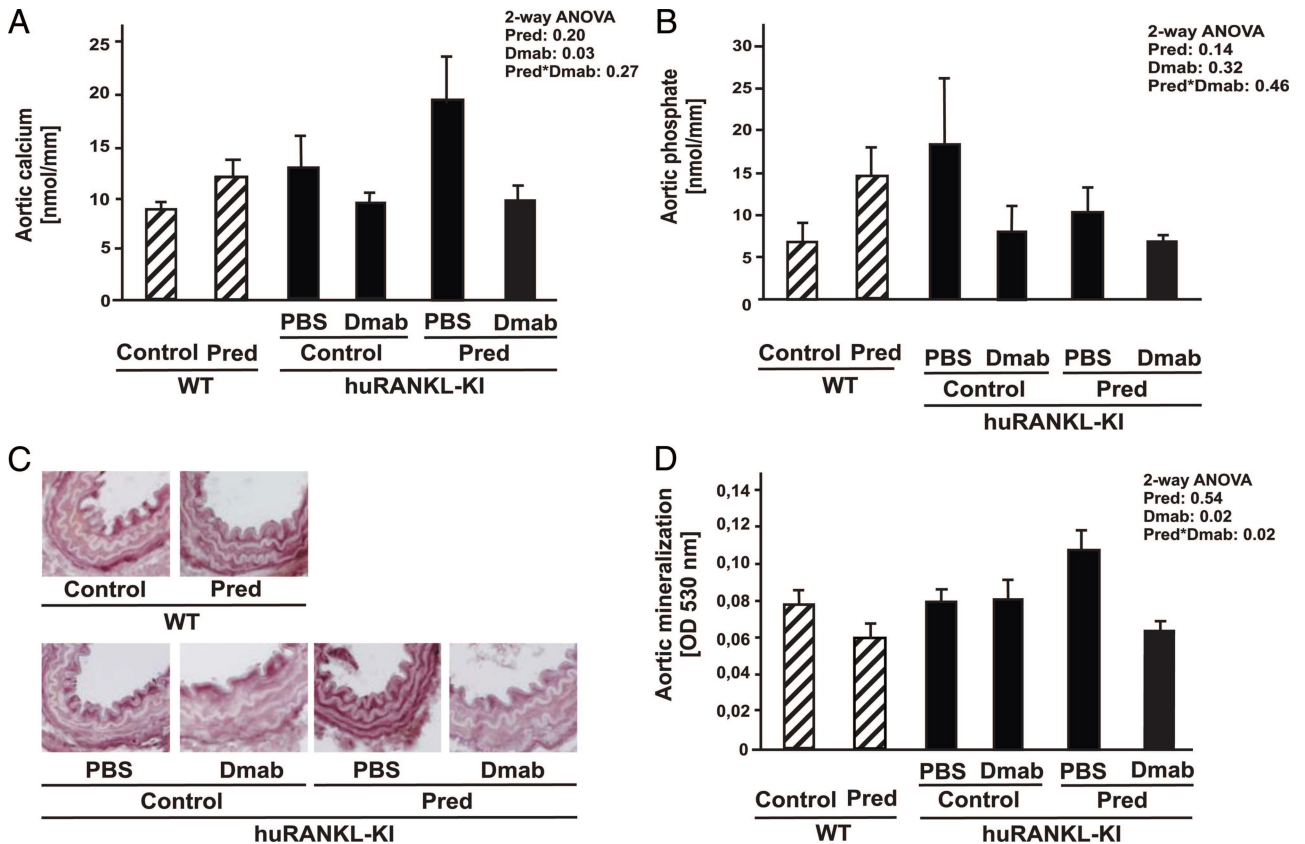 A
2-way ANOVA
Pred: 0.20
Dmab: 0.03
Pred*Dmab: 0.27
Aortic calcium
[nmol/mm]
25
20
15
10
5
0
PBS Dmab PBS Dmab
Control Pred Control Pred
WT huRANKL-KI
B
2-way ANOVA
Pred: 0.14
Dmab: 0.32
Pred*Dmab: 0.46
Aortic phosphate
[nmol/mm]
30
25
20
15
10
5
0
Control Pred PBS Dmab PBS Dmab
WT Control Pred
huRANKL-KI
C
Control Pred
WT
PBS Dmab PBS Dmab
Control Pred
huRANKL-KI
D
2-way ANOVA
Pred: 0.54
Dmab: 0.02
Pred*Dmab: 0.02
Aortic mineralization
[OD 530 nm]
0,14
0,12
0,10
0,08
0,06
0,04
0,02
0
PBS Dmab PBS Dmab
Control Pred Control Pred
WT huRANKL-KI